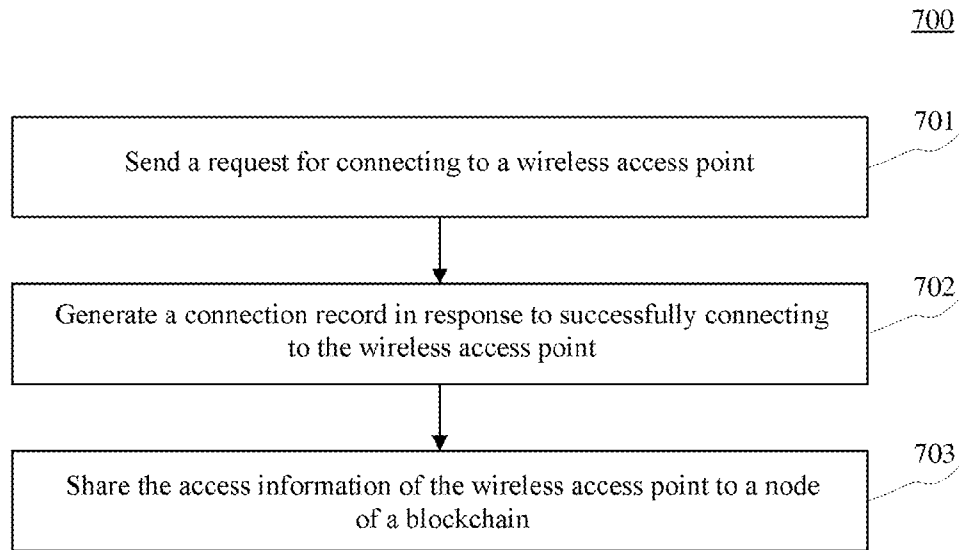 700
701
Send a request for connecting to a wireless access point
702
Generate a connection record in response to successfully connecting
to the wireless access point
703
Share the access information of the wireless access point to a node
of a blockchain